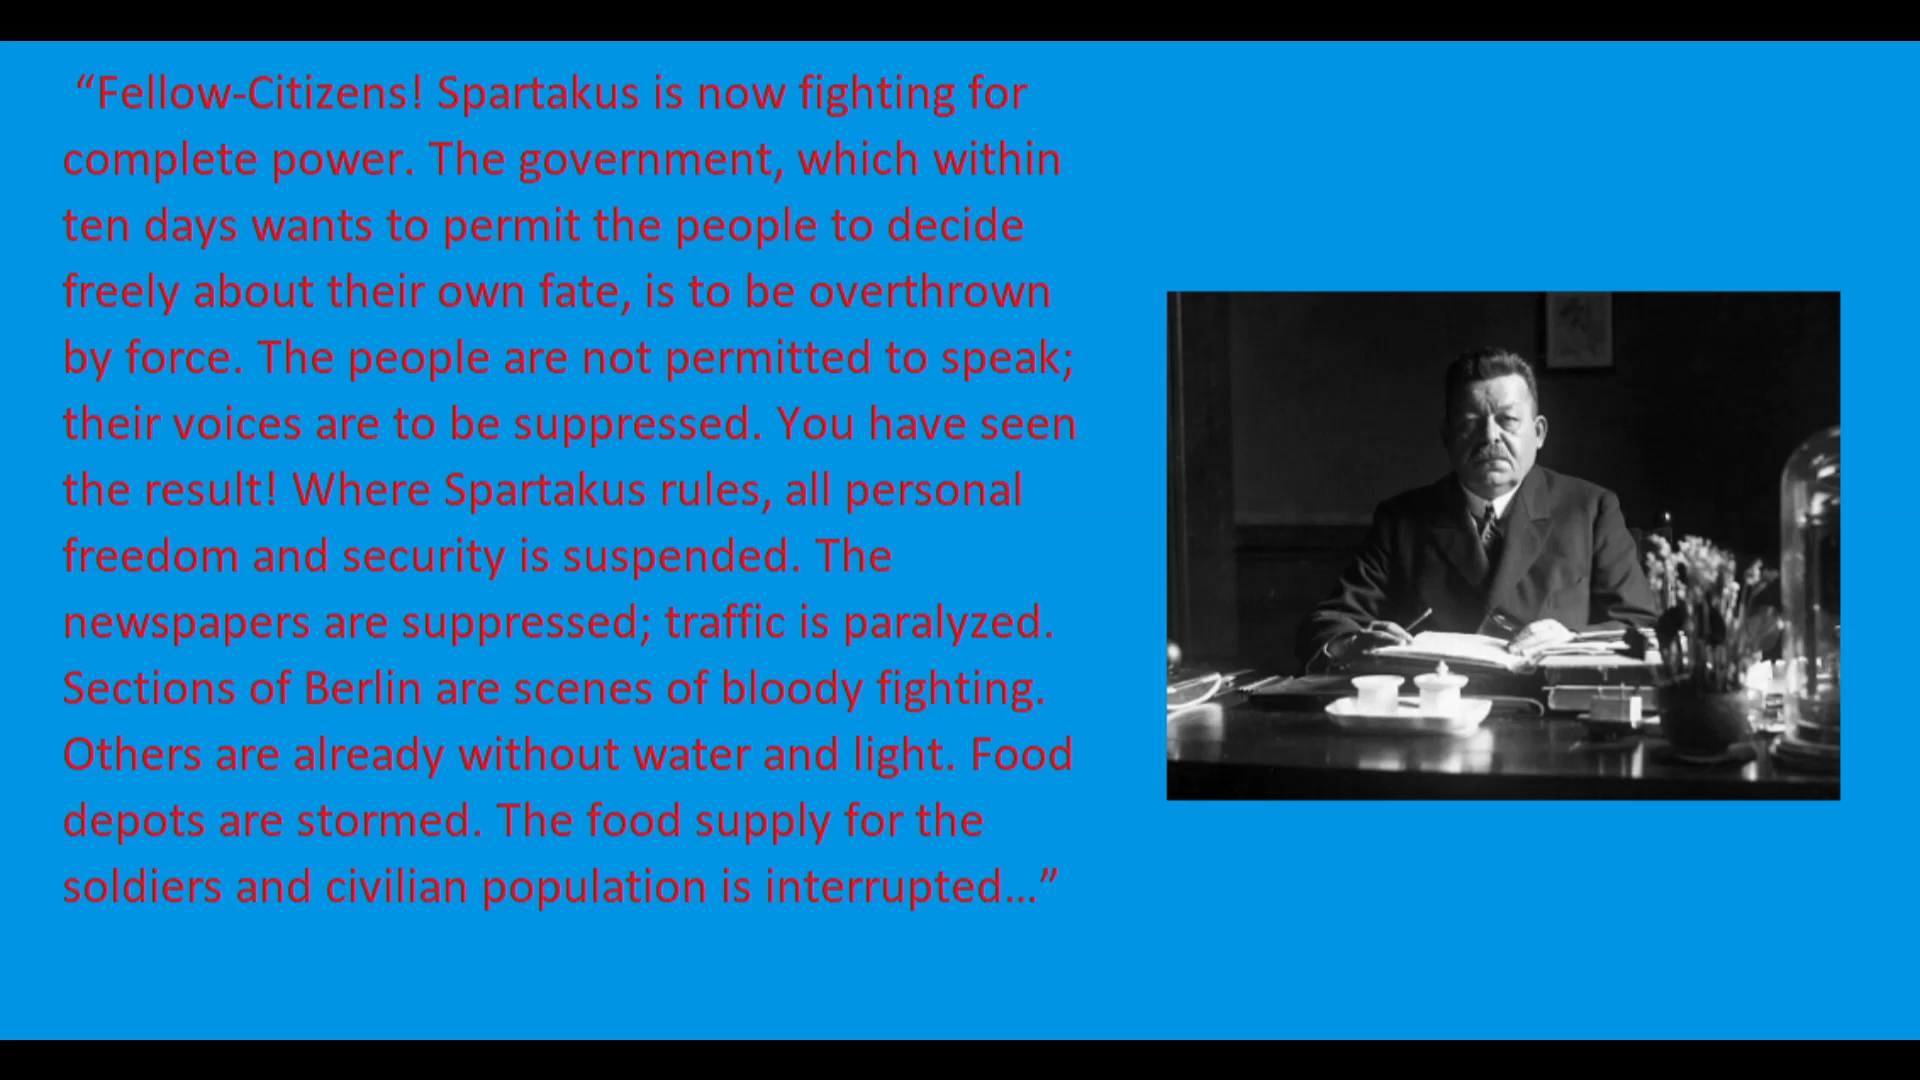 “Fellow-Citizens! Spartakus is now fighting for
complete power. The government, which within
ten days wants to permit the people to decide
freely about their own fate, is to be overthrown
by force. The people are not permitted to speak;
their voices are to be suppressed. You have seen
the result! Where Spartakus rules, all personal
freedom and security is suspended. The
newspapers are suppressed; traffic is paralyzed.
Sections of Berlin are scenes of bloody fighting.
Others are already without water and light. Food
depots are stormed. The food supply for the
soldiers and civilian population is interrupted…”